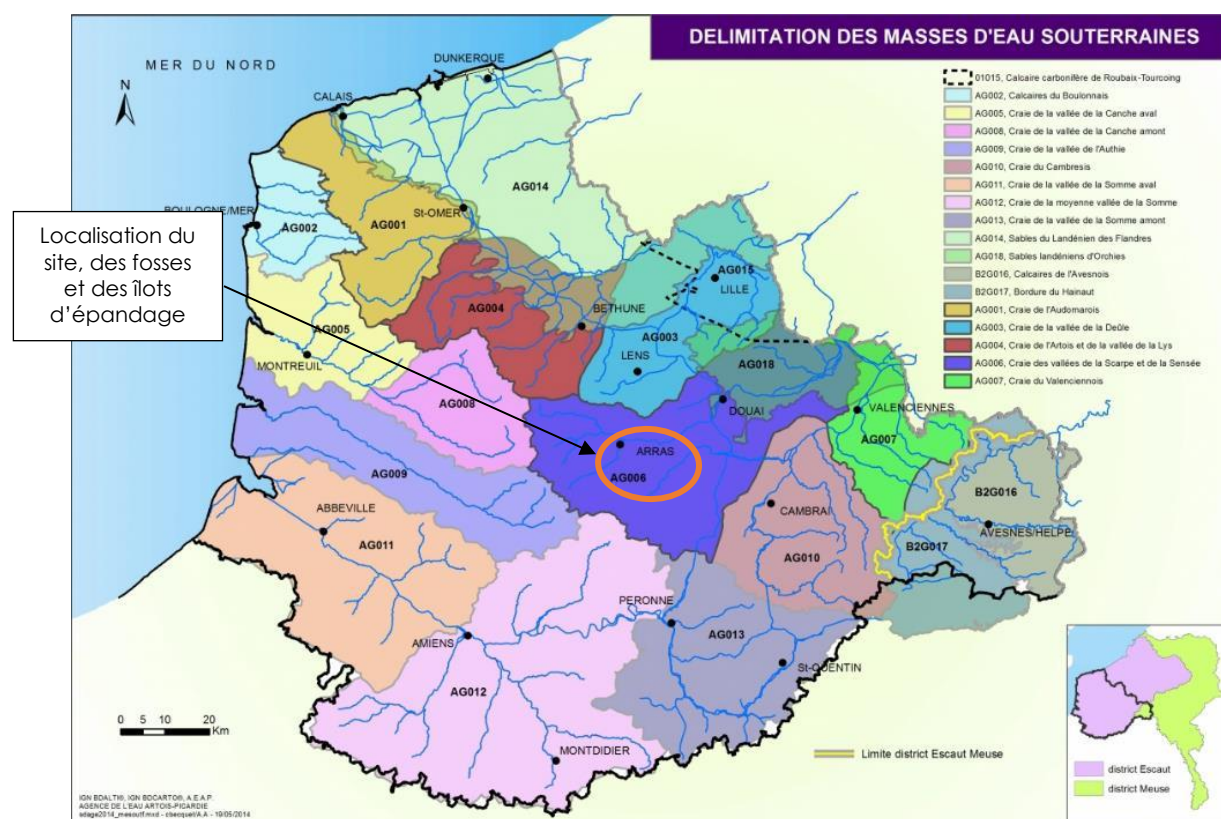 DELIMITATION DES MASSES D'EAU SOUTERRAINES
MER DU NORD
N
DUNKERQUE
CALAIS
BOULOGNE/MER
St-OMER
AG014
AG002
AG001
Localisation du
site, des fosses
et des îlots
d'épandage
AG015
LILLE
BETHUNE
AG004
AG005
AG003
MONTREUIL
LENS
AG018
AG008
DOUAI
VALENCIENNES
ARRAS
AG007
AG009
AG006
B2G016
ABBEVILLE
CAMBRAI
AVESNES/HELPE
AG011
AG010
B2G017
PERONNE
AMIENS
AG013
St-QUENTIN
AG012
MONTDIDIER
0 5 10 20
Km
01015, Calcaire carbonifère de Roubaix-Tourcoing
AG002, Calcaires du Boulonnais
AG005, Craie de la vallée de la Canche aval
AG008, Craie de la vallée de la Canche amont
AG009, Craie de la vallée de l'Authie
AG010, Craie du Cambresis
AG011, Craie de la vallée de la Somme aval
AG012, Craie de la moyenne vallée de la Somme
AG013, Craie de la vallée de la Somme amont
AG014, Sables du Landénien des Flandres
AG018, Sables landéniens d'Orchies
B2G016, Calcaires de l'Avesnois
B2G017, Bordure du Hainaut
AG001, Craie de l'Audomarois
AG003, Craie de la vallée de la Deûle
AG004, Craie de l'Artois et de la vallée de la Lys
AG006, Craie des vallées de la Scarpe et de la Sensée
AG007, Craie du Valenciennois
Limite district Escaut Meuse
district Escaut
district Meuse
IGN BDALTI®, IGN BDCARTO®, A.E.A.P.
AGENCE DE L'EAU ARTOIS-PICARDIE
sdage2014_mesoutf.mxd - cbecquet/A.A - 19/05/2014